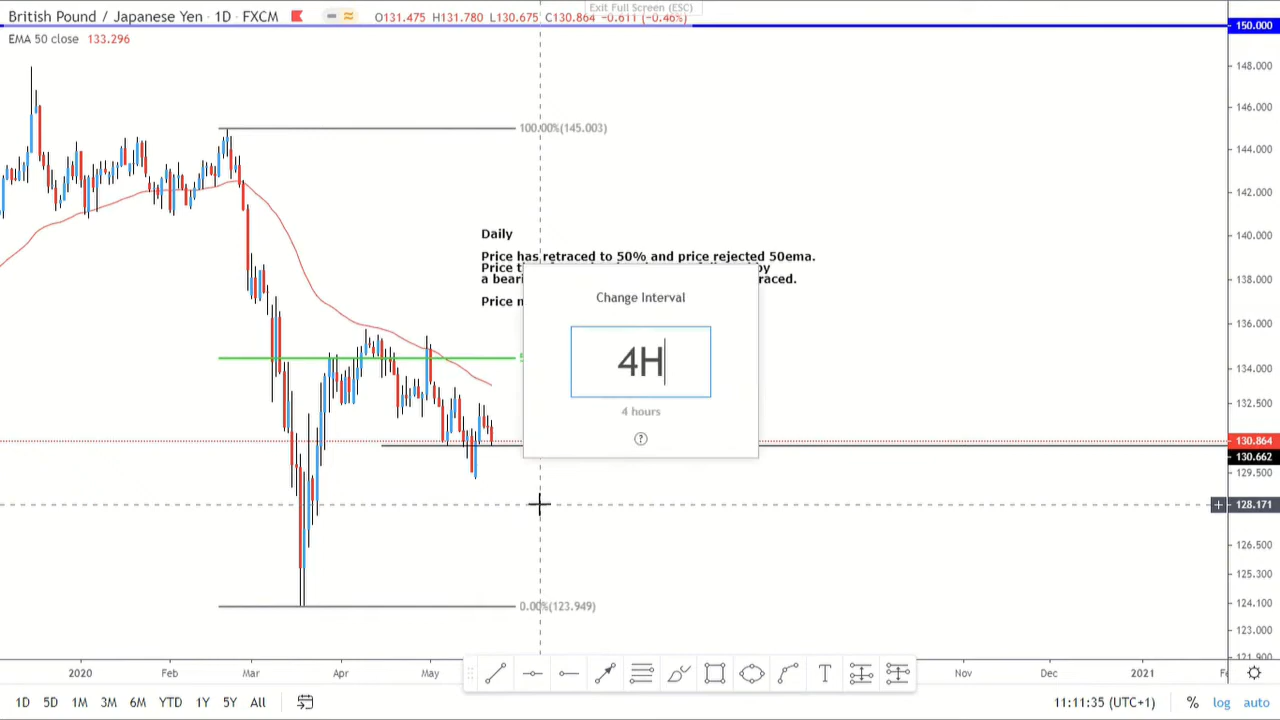 British Pound / Japanese Yen · 1D · FXCM O131.475 H131.780 L130.675 C130.864 −0.611 (−0.46%)
Exit Full Screen (ESC)
EMA 50 close 133.296
150.000
148.000
146.000
144.000
142.000
140.000
138.000
136.000
134.000
132.500
130.864
130.662
129.500
128.171
126.500
125.300
124.100
123.000
121.900
100.00%(145.003)
Daily
Price has retraced to 50% and price rejected 50ema.
Price
by
a
raced.
Price
Change Interval
4H
4 hours
?
0.00%(123.949)
2020 Feb Mar Apr May Nov Dec 2021
T
1D 5D 1M 3M 6M YTD 1Y 5Y All 11:11:35 (UTC+1) % log auto